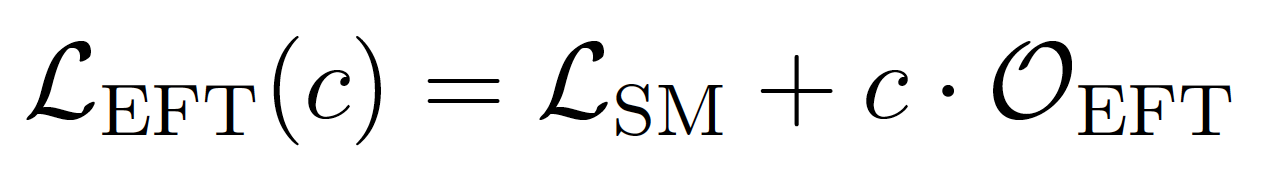 ℒ_EFT(c) = ℒ_SM + c · 𝒪_EFT